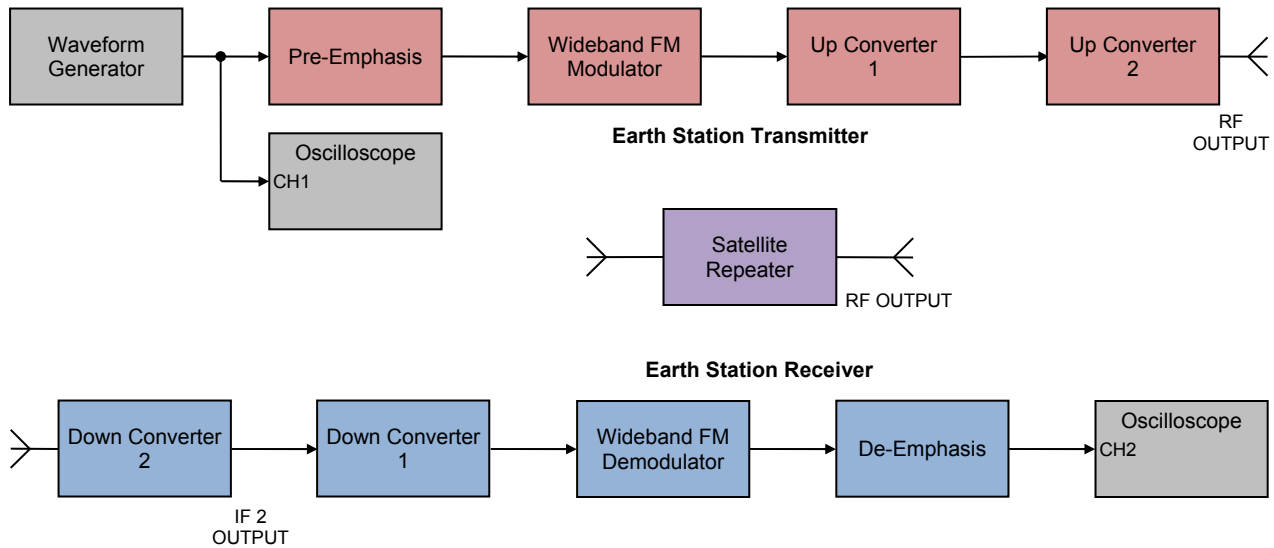 Waveform
Generator
Pre-Emphasis
Wideband FM
Modulator
Up Converter
1
Up Converter
2
Oscilloscope
CH1
Earth Station Transmitter
RF
OUTPUT
Satellite
Repeater
RF OUTPUT
Earth Station Receiver
Down Converter
2
Down Converter
1
Wideband FM
Demodulator
De-Emphasis
Oscilloscope
CH2
IF 2
OUTPUT